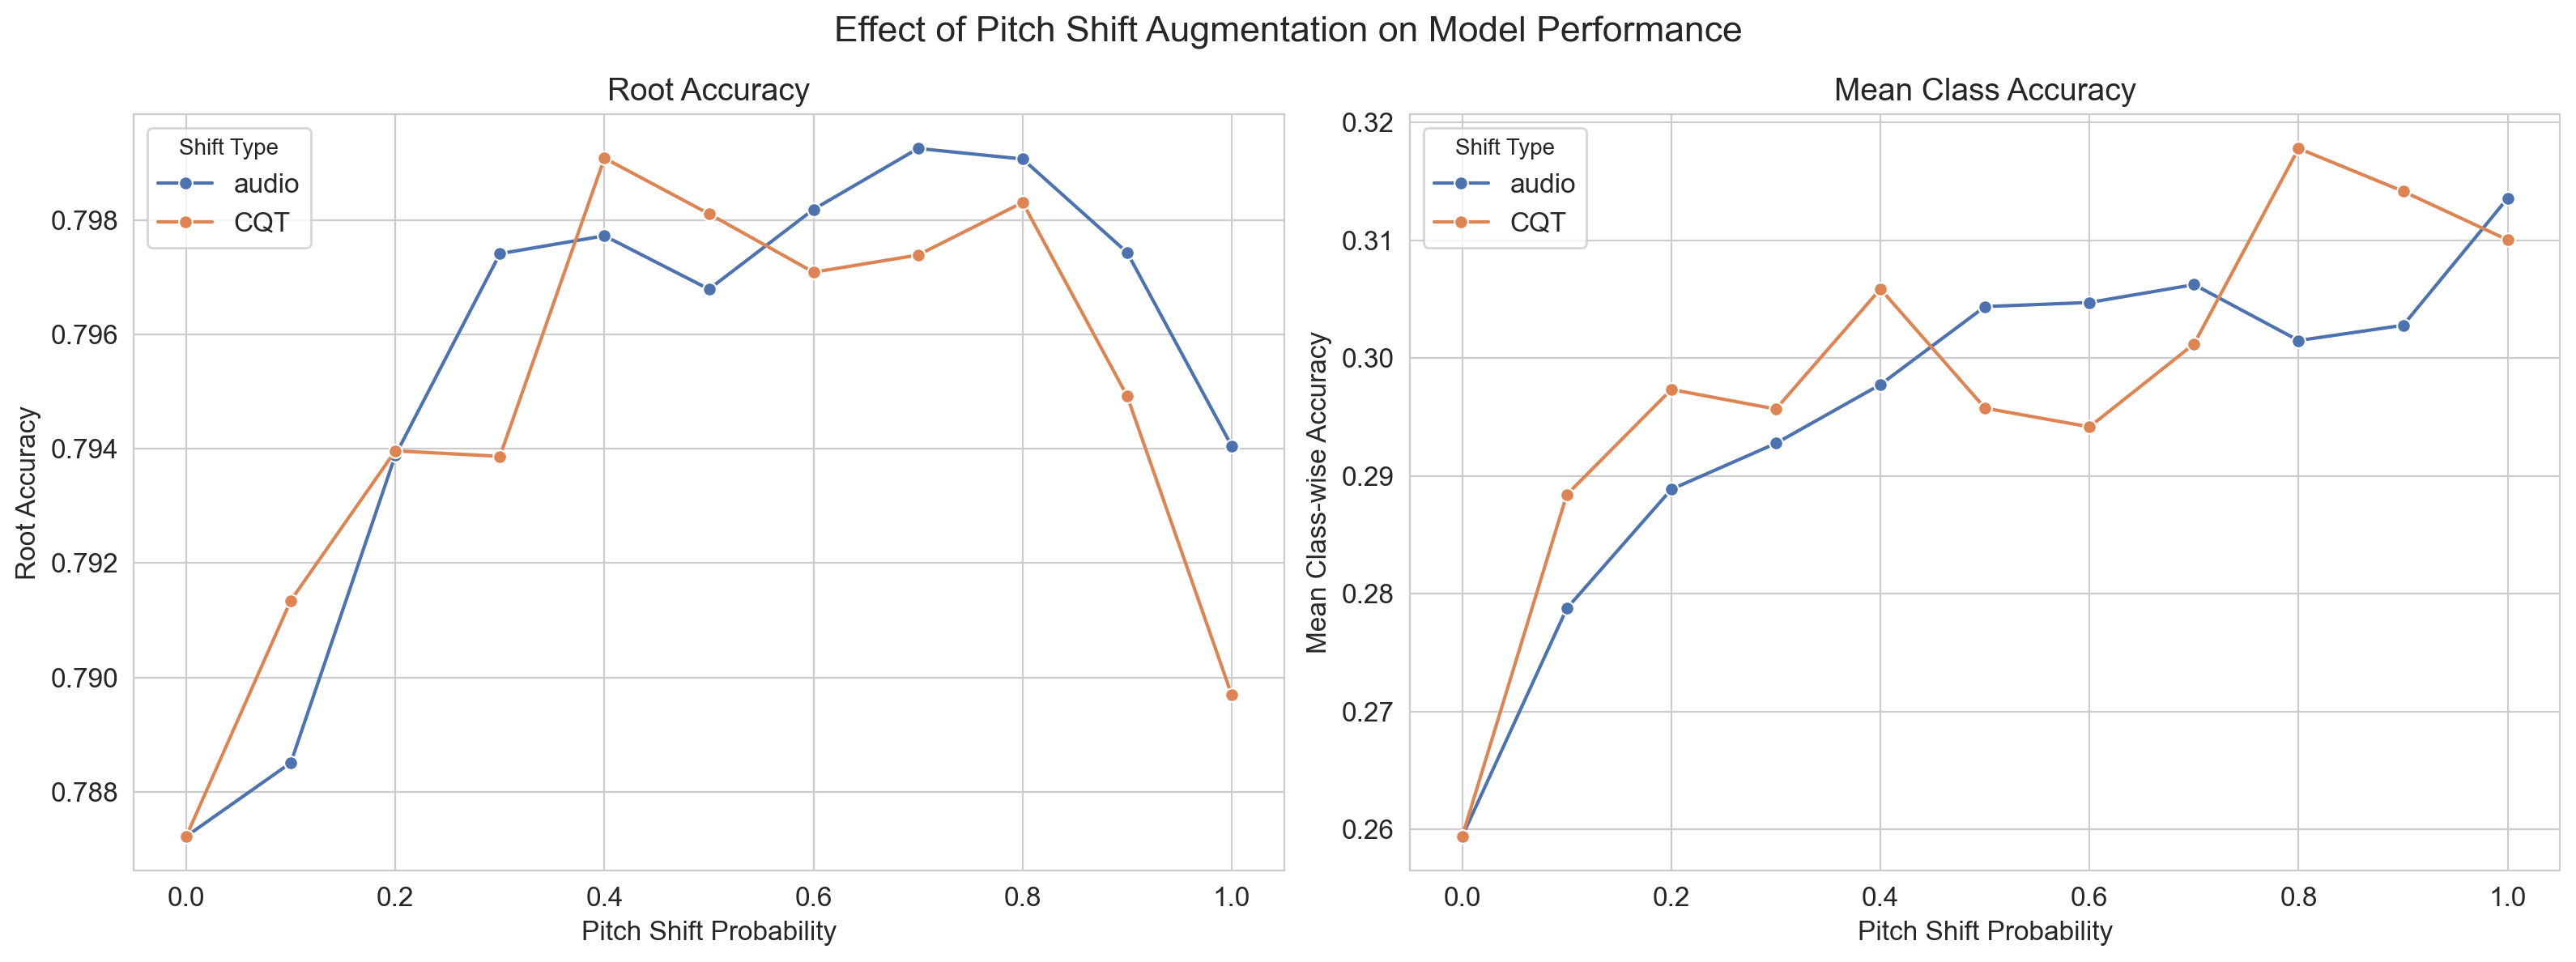 Effect of Pitch Shift Augmentation on Model Performance
Root Accuracy
Shift Type
audio
CQT
0.798
0.796
0.794
0.792
0.790
0.788
Root Accuracy
0.0 0.2 0.4 0.6 0.8 1.0
Pitch Shift Probability
Mean Class Accuracy
Shift Type
audio
CQT
0.32
0.31
0.30
0.29
0.28
0.27
0.26
Mean Class-wise Accuracy
0.0 0.2 0.4 0.6 0.8 1.0
Pitch Shift Probability